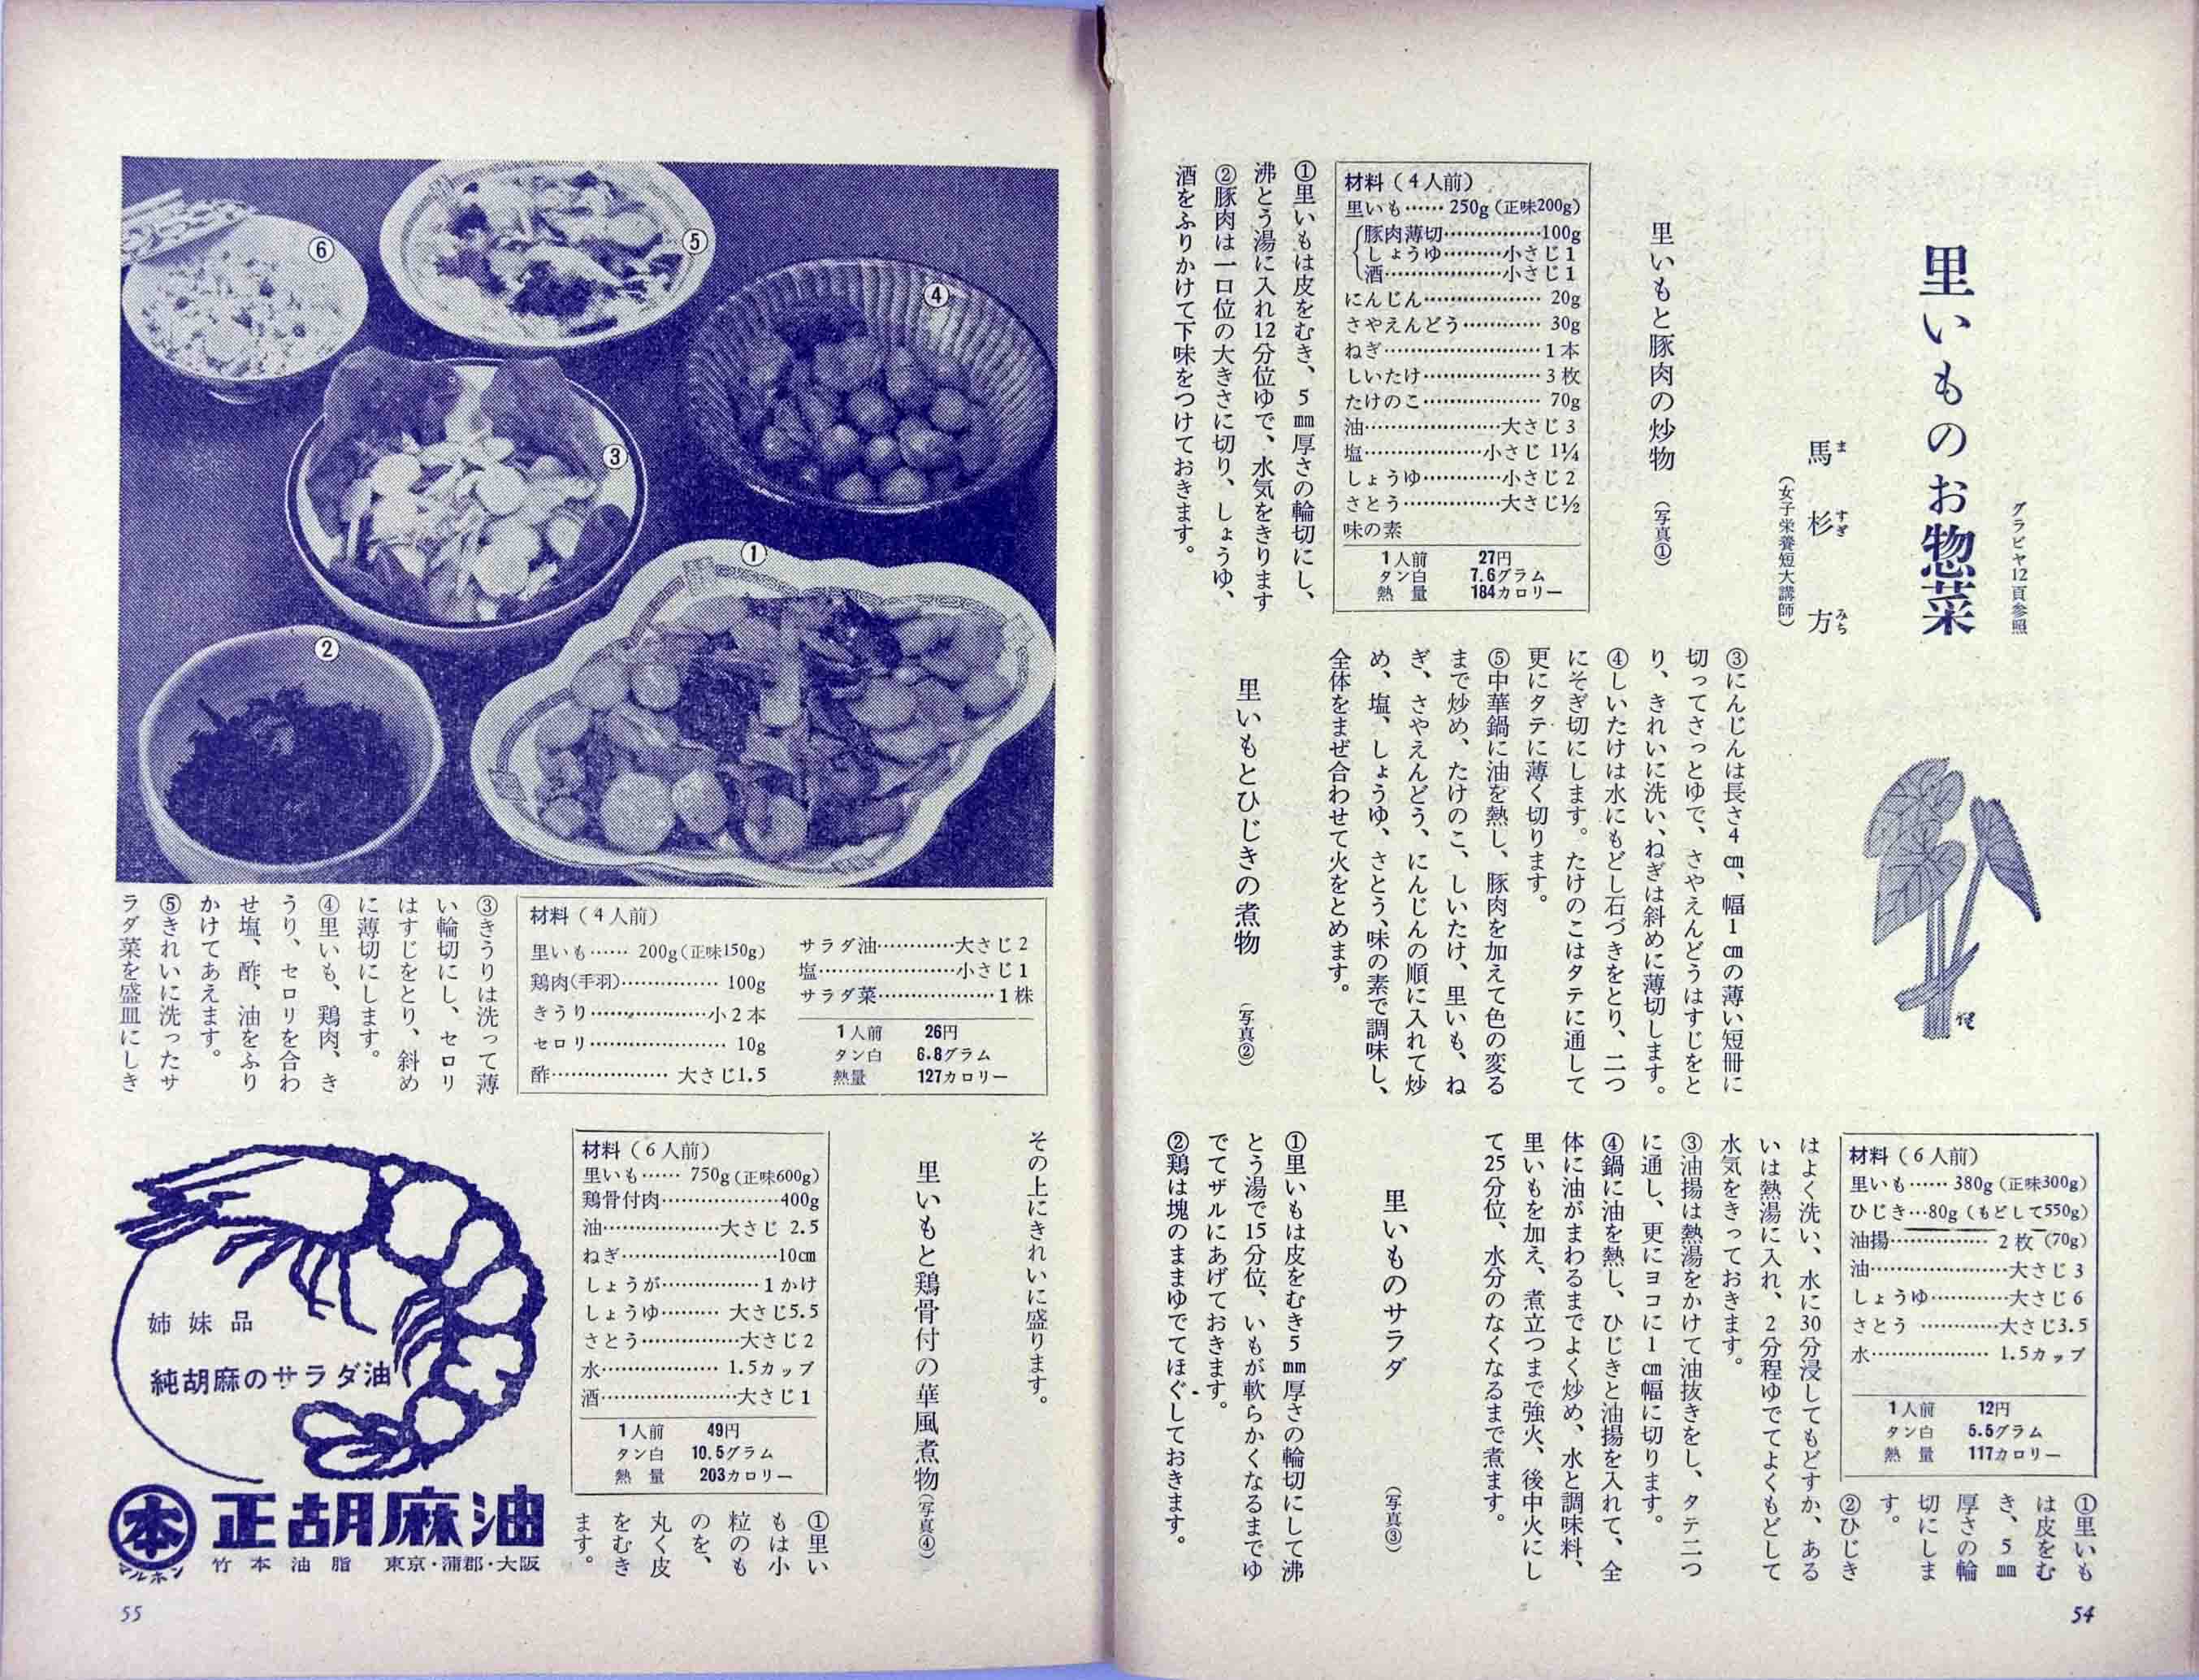 グラビヤ12頁参照
里いものお惣菜
馬杉方
ますぎみち
(女子栄養短大講師)
里いもと豚肉の炒物
(写真①)
材料(4人前)
里いも……250g(正味200g)
豚肉薄切……………100g
しょうゆ………小さじ1
酒………………小さじ1
にんじん………………20g
さやえんどう…………30g
ねぎ……………………1本
しいたけ………………3枚
たけのこ………………70g
油…………………大さじ3
塩………………小さじ1¼
しょうゆ…………小さじ2
さとう……………大さじ½
味の素
1人前 27円
タン白 7.6グラム
熱量 184カロリー
①里いもは皮をむき、5㎜厚さの輪切にし、
沸とう湯に入れ12分位ゆで、水気をきります
②豚肉は一口位の大きさに切り、しょうゆ、
酒をふりかけて下味をつけておきます。
③にんじんは長さ4㎝、幅1㎝の薄い短冊に
切ってさっとゆで、さやえんどうはすじをと
り、きれいに洗い、ねぎは斜めに薄切します。
④しいたけは水にもどし石づきをとり、二つ
にそぎ切にします。たけのこはタテに通して
更にタテに薄く切ります。
⑤中華鍋に油を熱し、豚肉を加えて色の変る
まで炒め、たけのこ、しいたけ、里いも、ね
ぎ、さやえんどう、にんじんの順に入れて炒
め、塩、しょうゆ、さとう、味の素で調味し、
全体をまぜ合わせて火をとめます。
里いもとひじきの煮物
(写真②)
材料(6人前)
里いも……380g(正味300g)
ひじき…80g(もどして550g)
油揚……………2枚(70g)
油…………………大さじ3
しょうゆ…………大さじ6
さとう…………大さじ3.5
水………………1.5カップ
1人前 12円
タン白 5.5グラム
熱量 117カロリー
①里いも
は皮をむ
き、5㎜
厚さの輪
切にしま
す。
②ひじき
はよく洗い、水に30分浸してもどすか、ある
いは熱湯に入れ、2分程ゆでてよくもどして
水気をきっておきます。
③油揚は熱湯をかけて油抜きをし、タテ二つ
に通し、更にヨコに1㎝幅に切ります。
④鍋に油を熱し、ひじきと油揚を入れて、全
体に油がまわるまでよく炒め、水と調味料、
里いもを加え、煮立つまで強火、後中火にし
て25分位、水分のなくなるまで煮ます。
里いものサラダ
(写真③)
①里いもは皮をむき5㎜厚さの輪切にして沸
とう湯で15分位、いもが軟らかくなるまでゆ
でてザルにあげておきます。
②鶏は塊のままゆでてほぐしておきます。
54
⑥
⑤
④
③
①
②
材料(4人前)
里いも……200g(正味150g)
鶏肉(手羽)……………100g
きうり………………小2本
セロリ…………………10g
酢………………大さじ1.5
サラダ油…………大さじ2
塩…………………小さじ1
サラダ菜………………1株
1人前 26円
タン白 6.8グラム
熱量 127カロリー
③きうりは洗って薄
い輪切にし、セロリ
はすじをとり、斜め
に薄切にします。
④里いも、鶏肉、き
うり、セロリを合わ
せ塩、酢、油をふり
かけてあえます。
⑤きれいに洗ったサ
ラダ菜を盛皿にしき
その上にきれいに盛ります。
里いもと鶏骨付の華風煮物(写真④)
材料(6人前)
里いも……750g(正味600g)
鶏骨付肉………………400g
油………………大さじ2.5
ねぎ……………………10㎝
しょうが……………1かけ
しょうゆ………大さじ5.5
さとう……………大さじ2
水………………1.5カップ
酒…………………大さじ1
1人前 49円
タン白 10.5グラム
熱量 203カロリー
①里い
もは小
粒のも
のを、
丸く皮
をむき
ます。
姉妹品
純胡麻のサラダ油
本
マルホン
正胡麻油
竹本油脂 東京・蒲郡・大阪
55